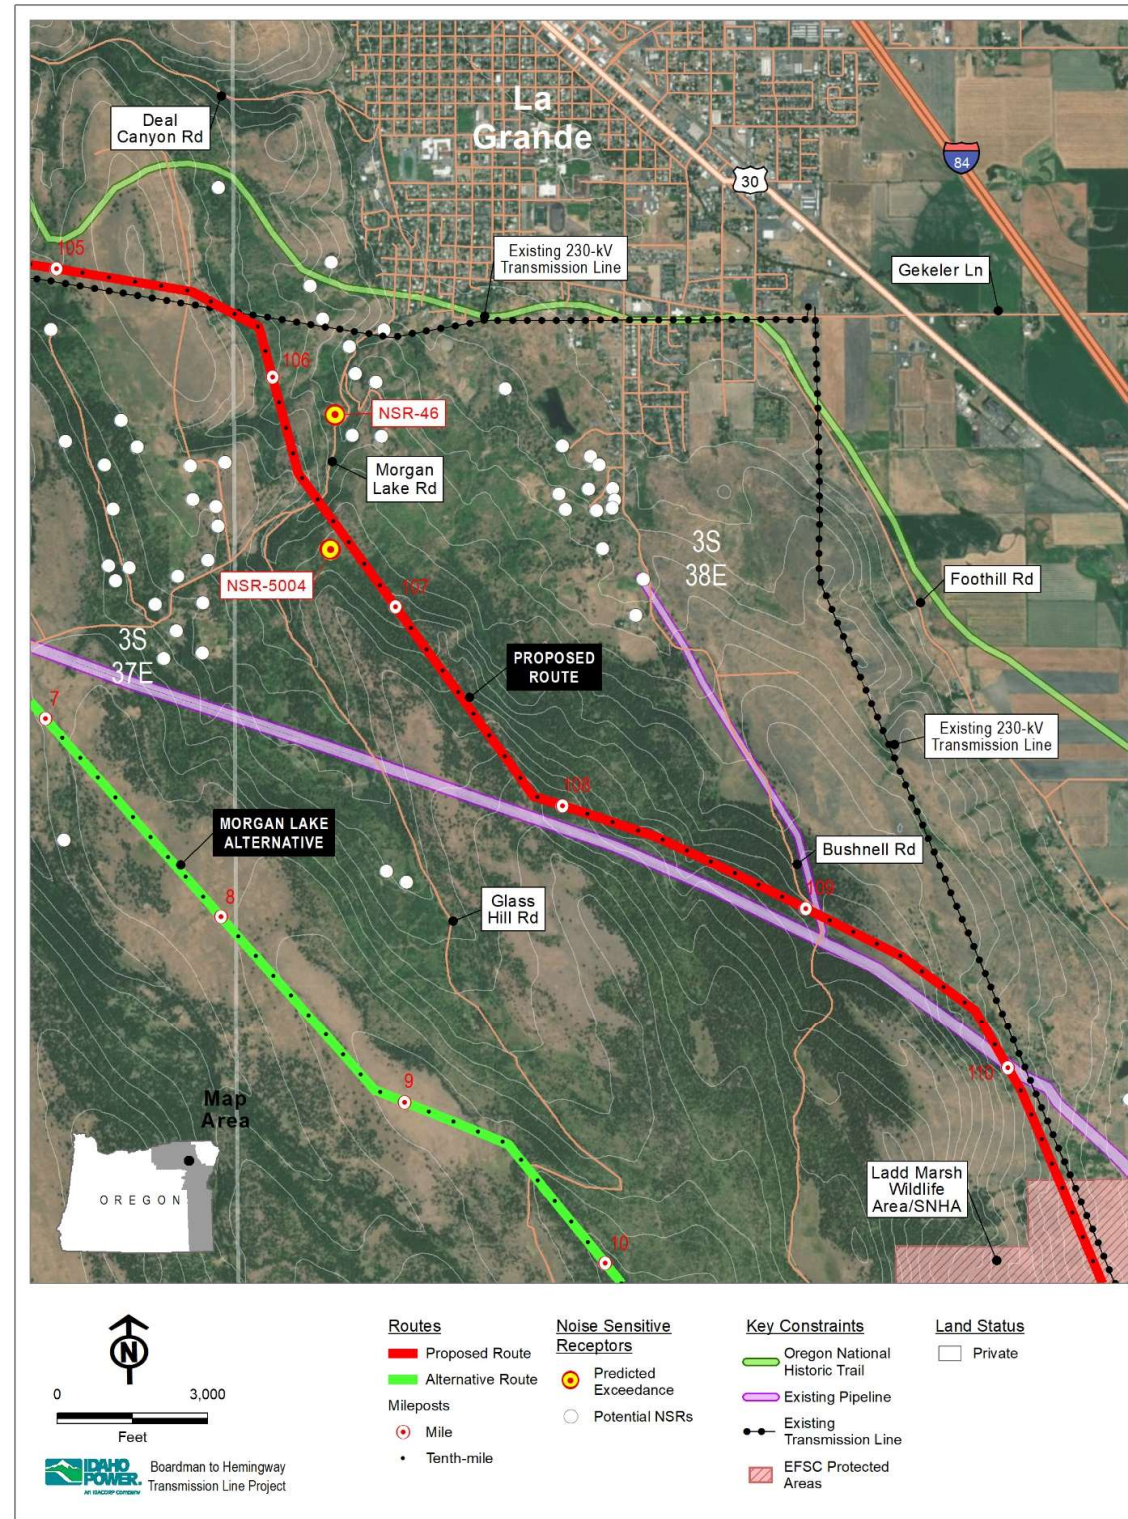 La
Grande
Deal
Canyon Rd
84
30
105
Existing 230-kV
Transmission Line
Gekeler Ln
106
NSR-46
Morgan
Lake Rd
3S
38E
NSR-5004
107
Foothill Rd
3S
37E
PROPOSED
ROUTE
7
Existing 230-kV
Transmission Line
108
MORGAN LAKE
ALTERNATIVE
Bushnell Rd
109
8
Glass
Hill Rd
110
9
Map
Area
OREGON
Ladd Marsh
Wildlife
Area/SNHA
10
N
0 3,000
Feet
IDAHO
POWER.
An IDACORP Company
Boardman to Hemingway
Transmission Line Project
Routes
Proposed Route
Alternative Route
Mileposts
Mile
Tenth-mile
Noise Sensitive
Receptors
Predicted
Exceedance
Potential NSRs
Key Constraints
Oregon National
Historic Trail
Existing Pipeline
Existing
Transmission Line
EFSC Protected
Areas
Land Status
Private